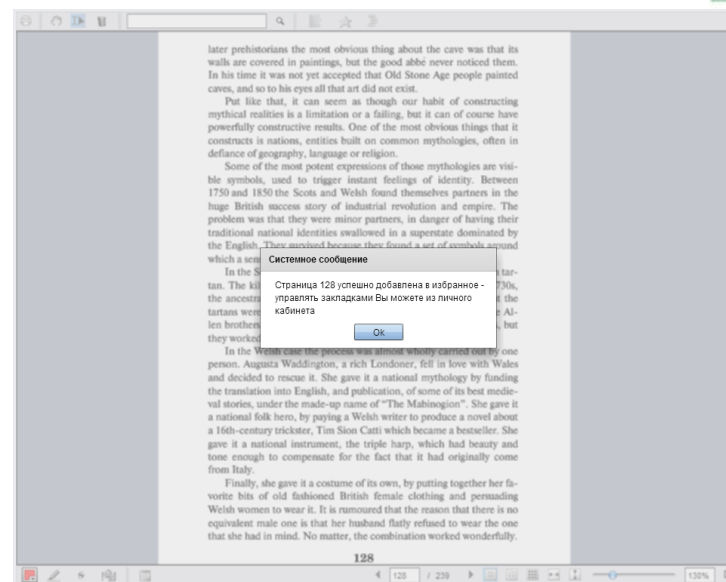 later prehistorians the most obvious thing about the cave was that its
walls are covered in paintings, but the good abbé never noticed them.
In his time it was not yet accepted that Old Stone Age people painted
caves, and so to his eyes all that art did not exist.
Put like that, it can seem as though our habit of constructing
mythical realities is a limitation or a failing, but it can of course have
powerfully constructive results. One of the most obvious things that it
constructs is nations, entities built on common mythologies, often in
defiance of geography, language or religion.
Some of the most potent expressions of those mythologies are visi-
ble symbols, used to trigger instant feelings of identity. Between
1750 and 1850 the Scots and Welsh found themselves partners in the
huge British success story of industrial revolution and empire. The
problem was that they were minor partners, in danger of having their
traditional national identities swallowed in a superstate dominated by
the English. They survived because they found a set of symbols around
which a sen
In the S tar-
tan. The kil 730s,
the ancestra t the
tartans were e Al-
len brothers , but
they worked
Системное сообщение
Страница 128 успешно добавлена в избранное -
управлять закладками Вы можете из личного
кабинета
Ok
In the Welsh case the process was almost wholly carried out by one
person. Augusta Waddington, a rich Londoner, fell in love with Wales
and decided to rescue it. She gave it a national mythology by funding
the translation into English, and publication, of some of its best medie-
val stories, under the made-up name of “The Mabinogion”. She gave it
a national folk hero, by paying a Welsh writer to produce a novel about
a 16th-century trickster, Tim Sion Catti which became a bestseller. She
gave it a national instrument, the triple harp, which had beauty and
tone enough to compensate for the fact that it had originally come
from Italy.
Finally, she gave it a costume of its own, by putting together her fa-
vorite bits of old fashioned British female clothing and persuading
Welsh women to wear it. It is rumoured that the reason that there is no
equivalent male one is that her husband flatly refused to wear the one
that she had in mind. No matter, the combination worked wonderfully.
128
128 / 239
130%